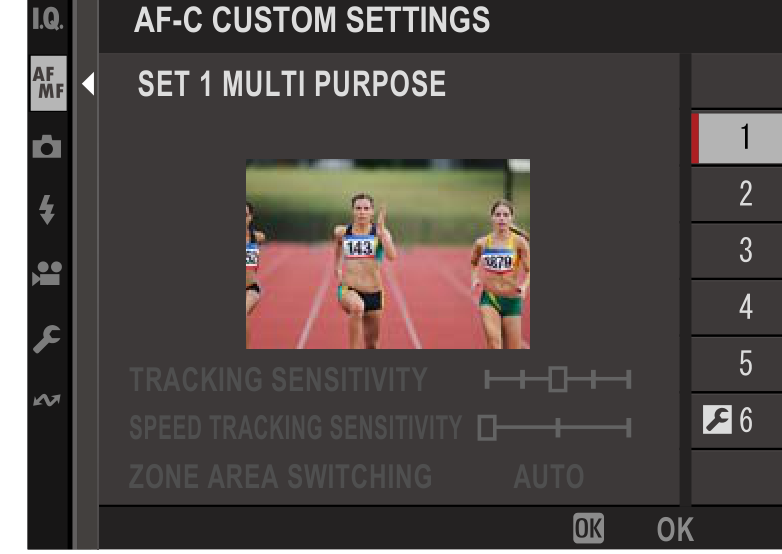 I.Q.
AF-C CUSTOM SETTINGS
AF
MF
SET 1 MULTI PURPOSE
1
2
3
4
5
6
143
TRACKING SENSITIVITY
SPEED TRACKING SENSITIVITY
ZONE AREA SWITCHING AUTO
OK OK